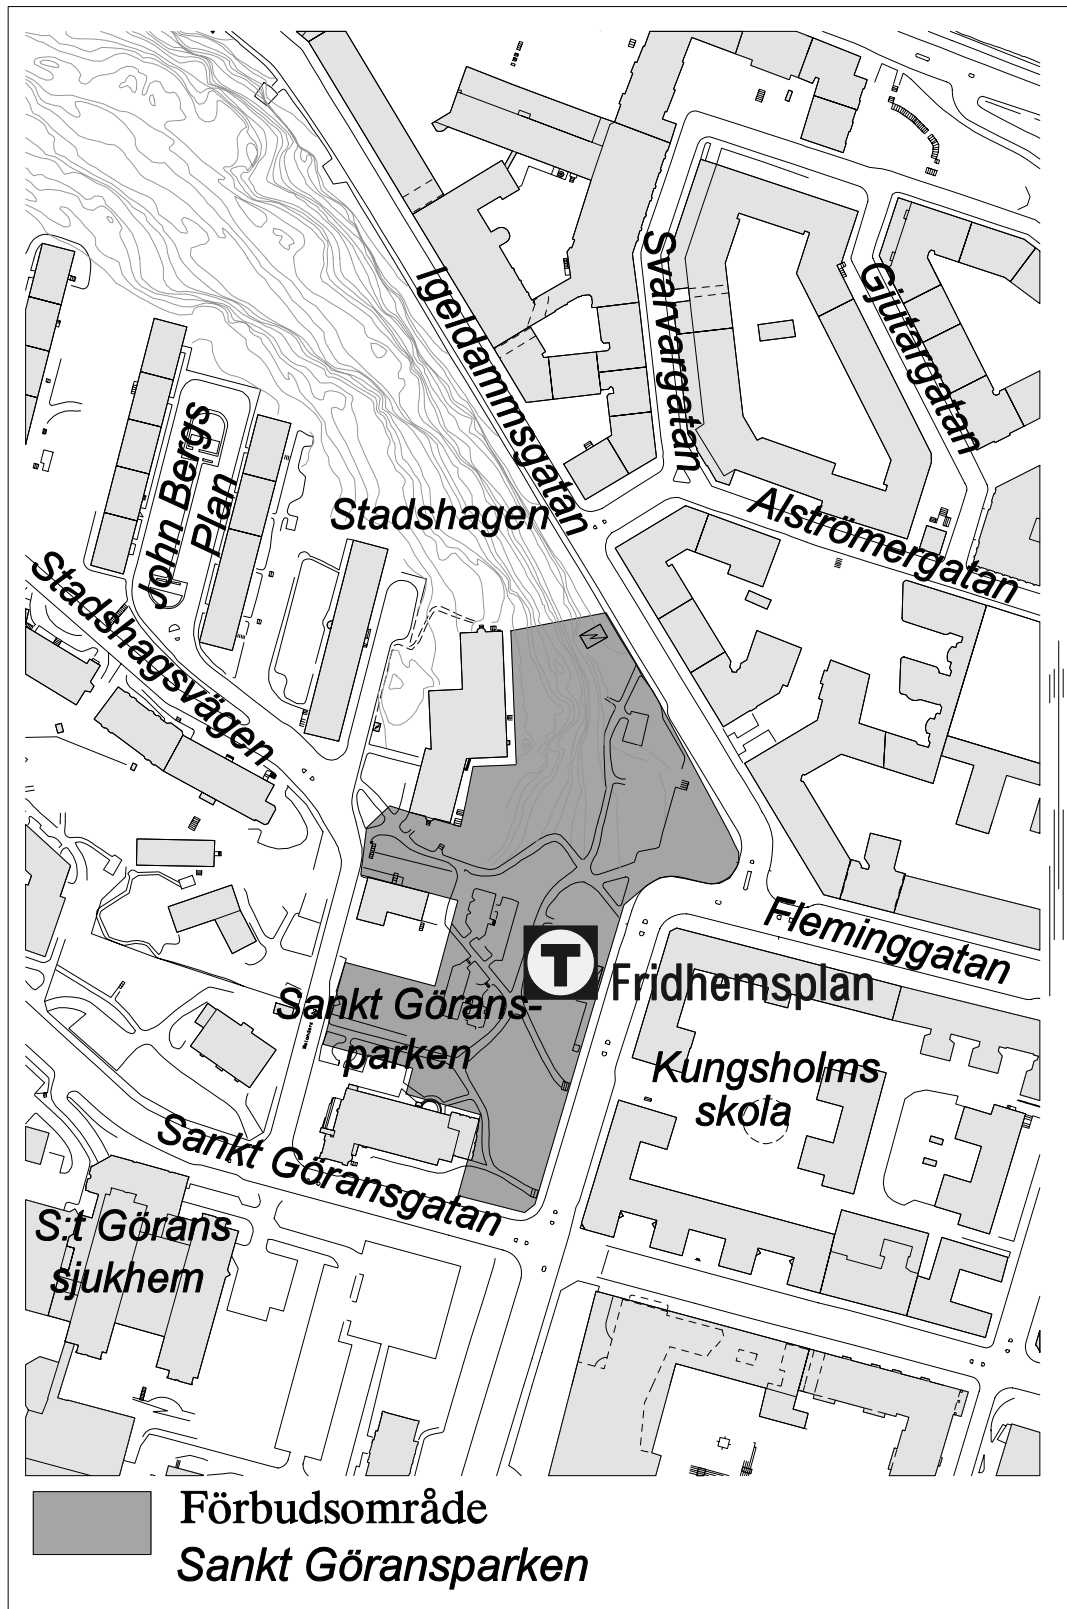 Igeldammsgatan
Svarvargatan
Gjutargatan
John Bergs
Plan
Stadshagen
Alströmergatan
Stadshagsvägen
Fleminggatan
T Fridhemsplan
Sankt Görans-
parken
Kungsholms
skola
Sankt Göransgatan
S:t Görans
sjukhem
Förbudsområde
Sankt Göransparken